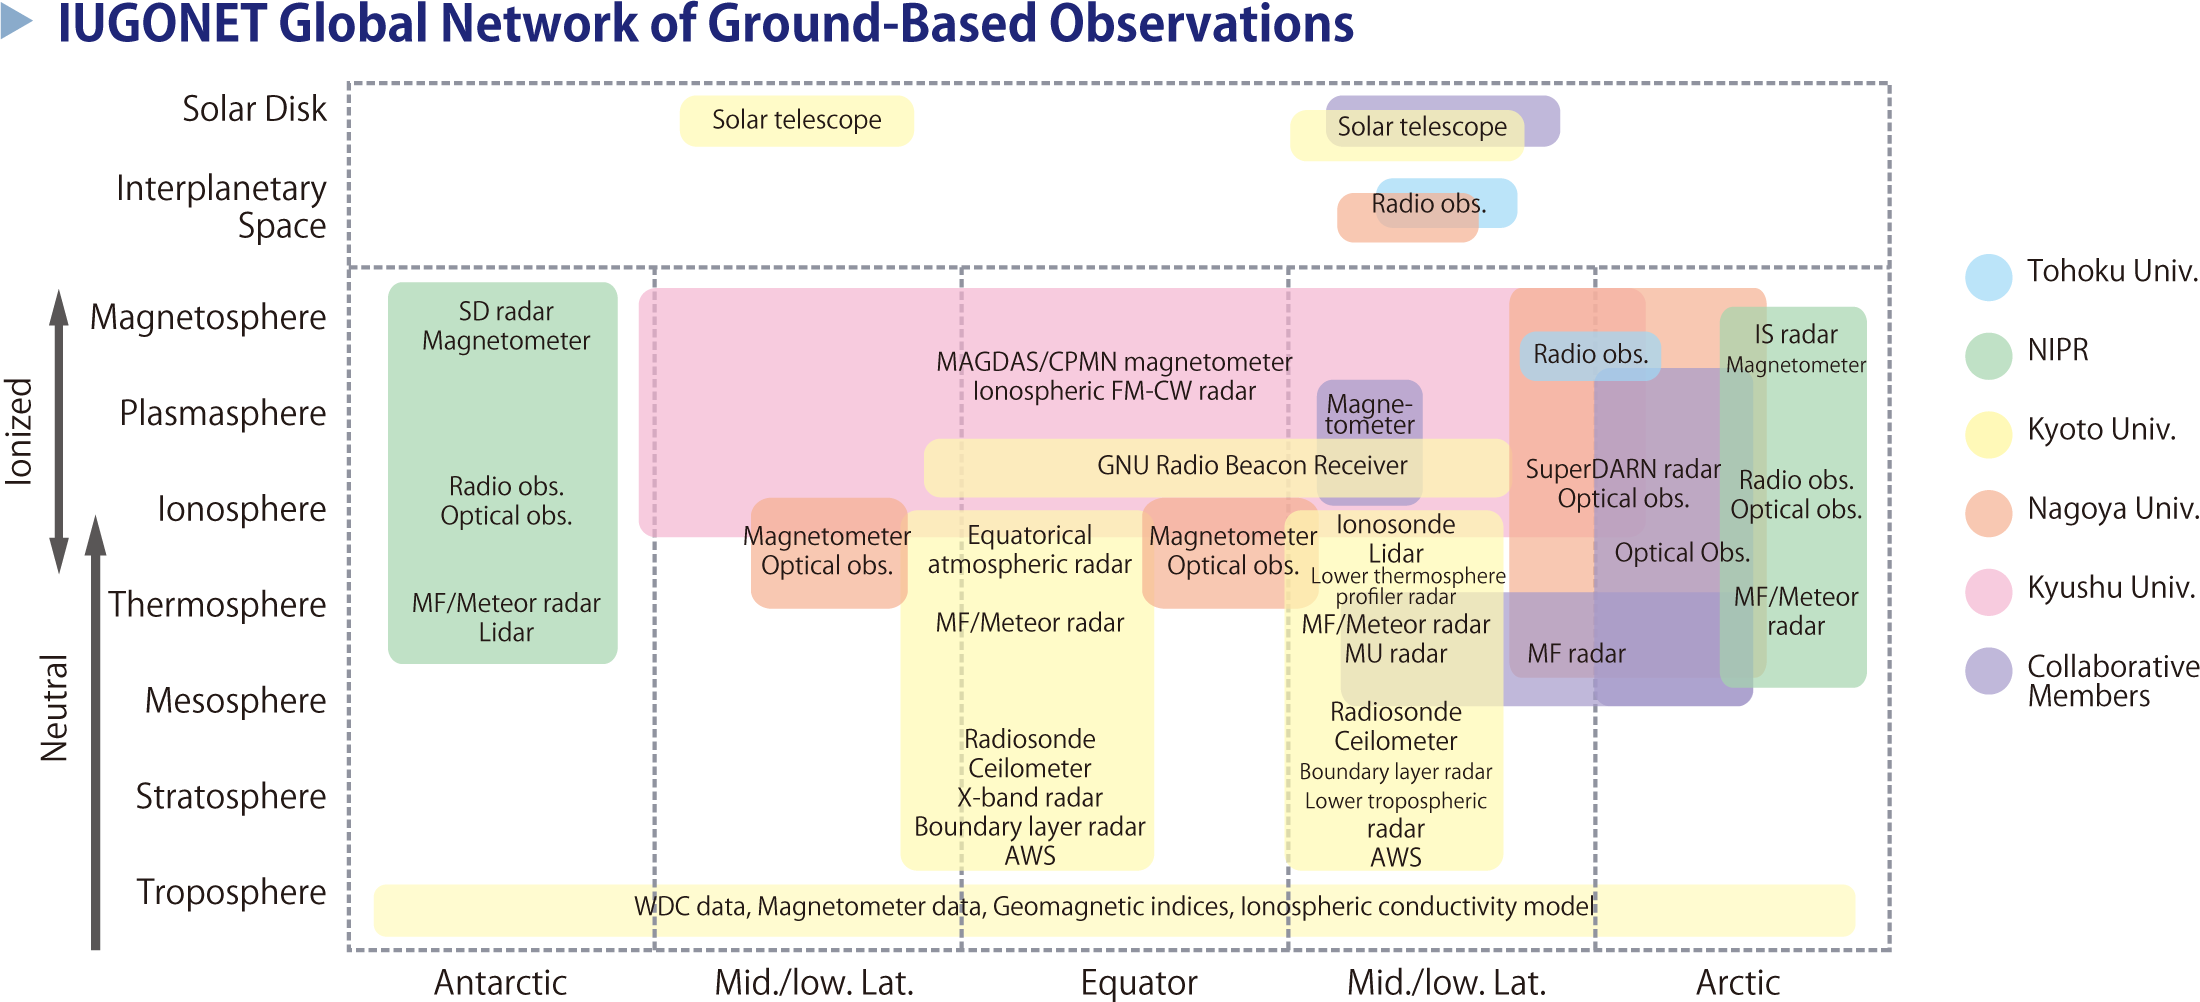 IUGONET Global Network of Ground-Based Observations
Solar Disk
Solar telescope
Solar telescope
Interplanetary
Space
Radio obs.
Ionized
Neutral
Magnetosphere
Plasmasphere
Ionosphere
Thermosphere
Mesosphere
Stratosphere
Troposphere
SD radar
Magnetometer
Radio obs.
Optical obs.
MF/Meteor radar
Lidar
MAGDAS/CPMN magnetometer
Ionospheric FM-CW radar
Magne-
tometer
GNU Radio Beacon Receiver
Magnetometer
Optical obs.
Equatorical
atmospheric radar
MF/Meteor radar
Radiosonde
Ceilometer
X-band radar
Boundary layer radar
AWS
Magnetometer
Optical obs.
Ionosonde
Lidar
Lower thermosphere
profiler radar
MF/Meteor radar
MU radar
Radiosonde
Ceilometer
Boundary layer radar
Lower tropospheric
radar
AWS
Radio obs.
SuperDARN radar
Optical obs.
Optical Obs.
MF radar
IS radar
Magnetometer
Radio obs.
Optical obs.
MF/Meteor
radar
WDC data, Magnetometer data, Geomagnetic indices, Ionospheric conductivity model
Antarctic
Mid./low. Lat.
Equator
Mid./low. Lat.
Arctic
Tohoku Univ.
NIPR
Kyoto Univ.
Nagoya Univ.
Kyushu Univ.
Collaborative
Members